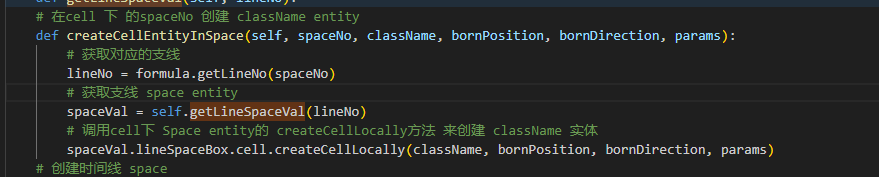 def getLineSpaceVal(self, lineNo):
# 在cell 下 的spaceNo 创建 className entity
def createCellEntityInSpace(self, spaceNo, className, bornPosition, bornDirection, params):
# 获取对应的支线
lineNo = formula.getLineNo(spaceNo)
# 获取支线 space entity
spaceVal = self.getLineSpaceVal(lineNo)
# 调用cell下 Space entity的 createCellLocally方法 来创建 className 实体
spaceVal.lineSpaceBox.cell.createCellLocally(className, bornPosition, bornDirection, params)
# 创建时间线 space